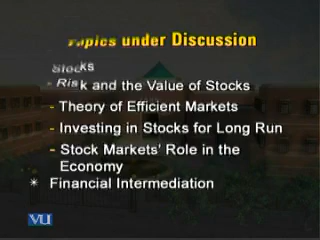 Topics under Discussion
Stocks
- Risk and the Value of Stocks
- Theory of Efficient Markets
- Investing in Stocks for Long Run
- Stock Markets' Role in the
Economy
* Financial Intermediation
VU